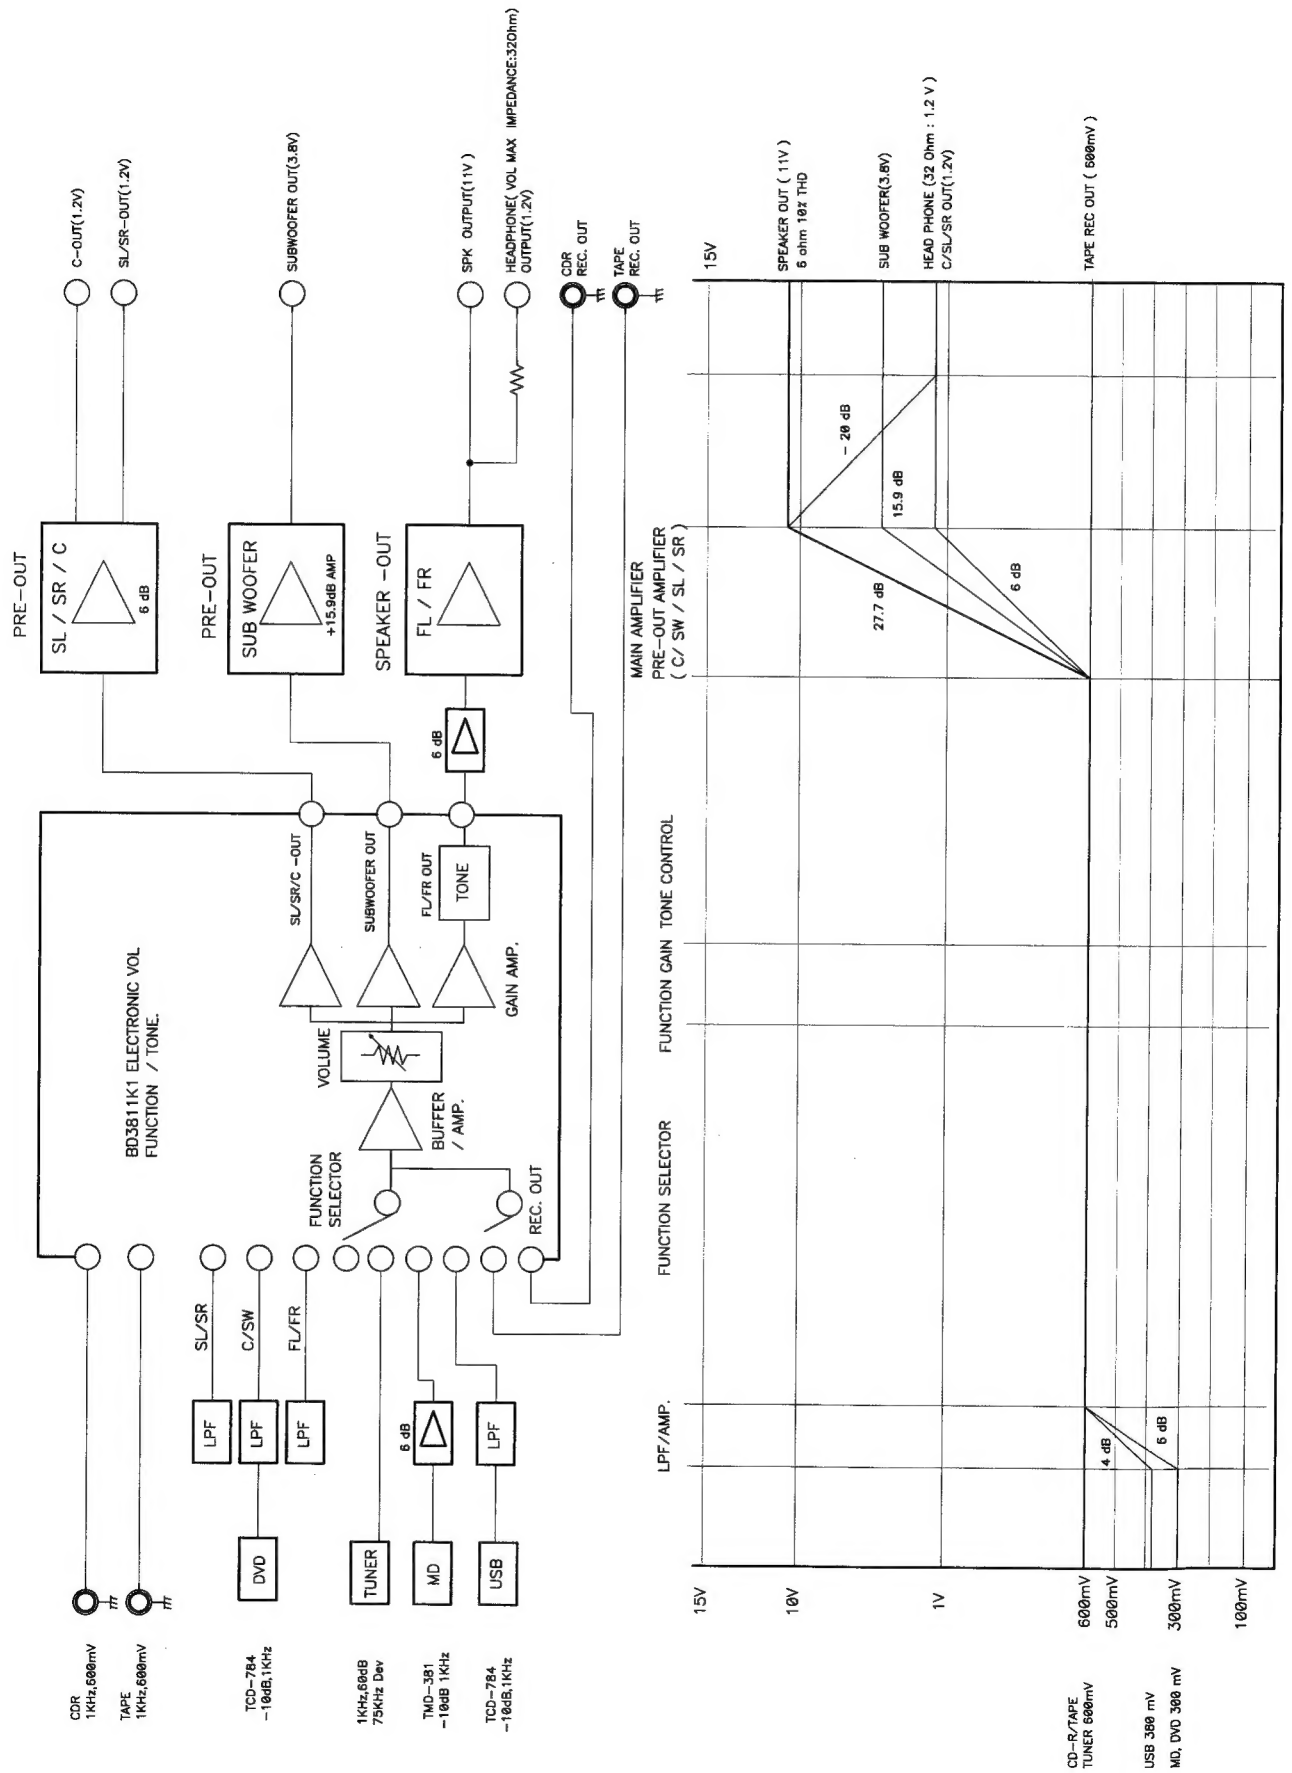 CDR
1KHz,600mV
TAPE
1KHz,600mV
TCD-784
-10dB,1KHz
1KHz,60dB
75KHz Dev
TMD-381
-10dB 1KHz
TCD-784
-10dB,1KHz
DVD
TUNER
MD
USB
LPF
LPF
LPF
6 dB
LPF
SL/SR
C/SW
FL/FR
BD3811K1 ELECTRONIC VOL
FUNCTION / TONE.
FUNCTION
SELECTOR
REC. OUT
BUFFER
/ AMP.
VOLUME
GAIN AMP.
SL/SR/C -OUT
SUBWOOFER OUT
FL/FR OUT
TONE
6 dB
PRE-OUT
SL / SR / C
6 dB
PRE-OUT
SUB WOOFER
+15.9dB AMP
SPEAKER -OUT
FL / FR
C-OUT(1.2V)
SL/SR-OUT(1.2V)
SUBWOOFER OUT(3.8V)
SPK OUTPUT(11V )
HEADPHONE( VOL MAX IMPEDANCE:32Ohm)
OUTPUT(1.2V)
CDR
REC. OUT
TAPE
REC. OUT
LPF/AMP.
FUNCTION SELECTOR
FUNCTION GAIN TONE CONTROL
MAIN AMPLIFIER
PRE-OUT AMPLIFIER
( C/ SW / SL / SR )
15V
10V
1V
600mV
500mV
300mV
100mV
CD-R/TAPE
TUNER 600mV
USB 380 mV
MD, DVD 300 mV
4 dB
6 dB
27.7 dB
15.9 dB
6 dB
- 20 dB
15V
SPEAKER OUT ( 11V )
6 ohm 10% THD
SUB WOOFER(3.8V)
HEAD PHONE (32 Ohm : 1.2 V )
C/SL/SR OUT(1.2V)
TAPE REC OUT ( 600mV )